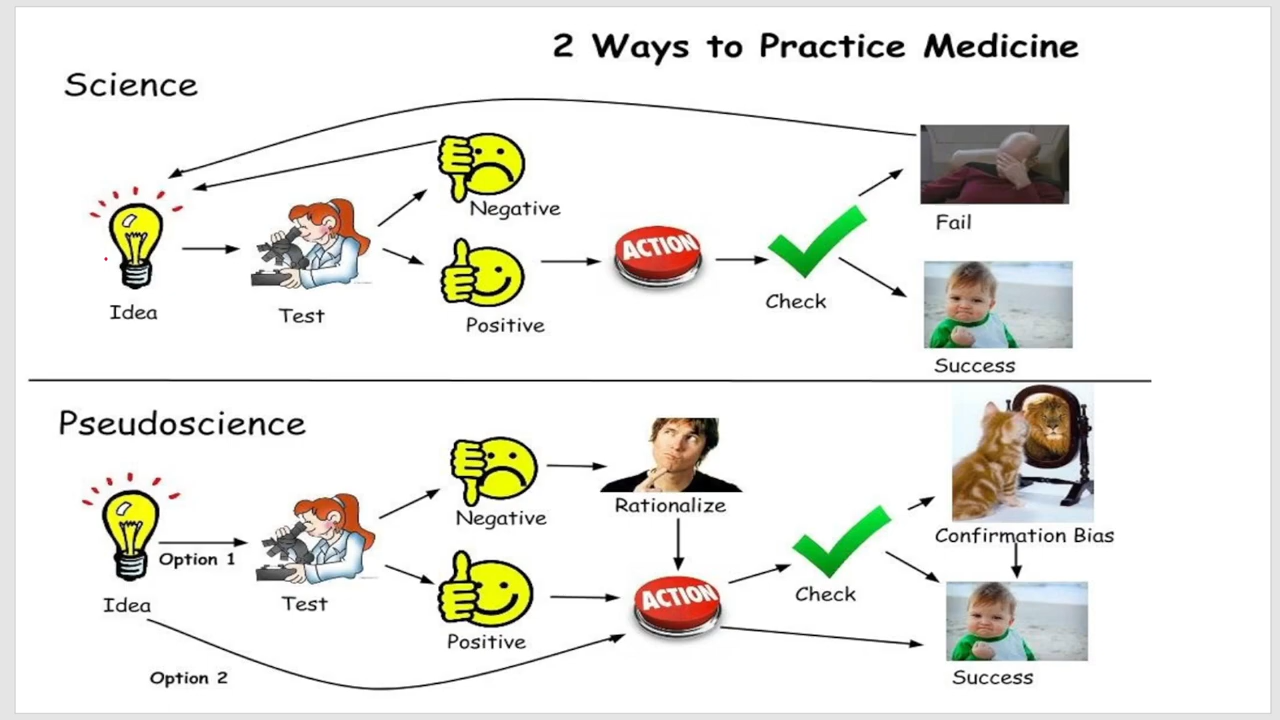 2 Ways to Practice Medicine
Science
Negative
Fail
ACTION
Idea
Test
Positive
Check
Success
Pseudoscience
Negative
Rationalize
Confirmation Bias
Option 1
ACTION
Idea
Test
Check
Positive
Option 2
Success